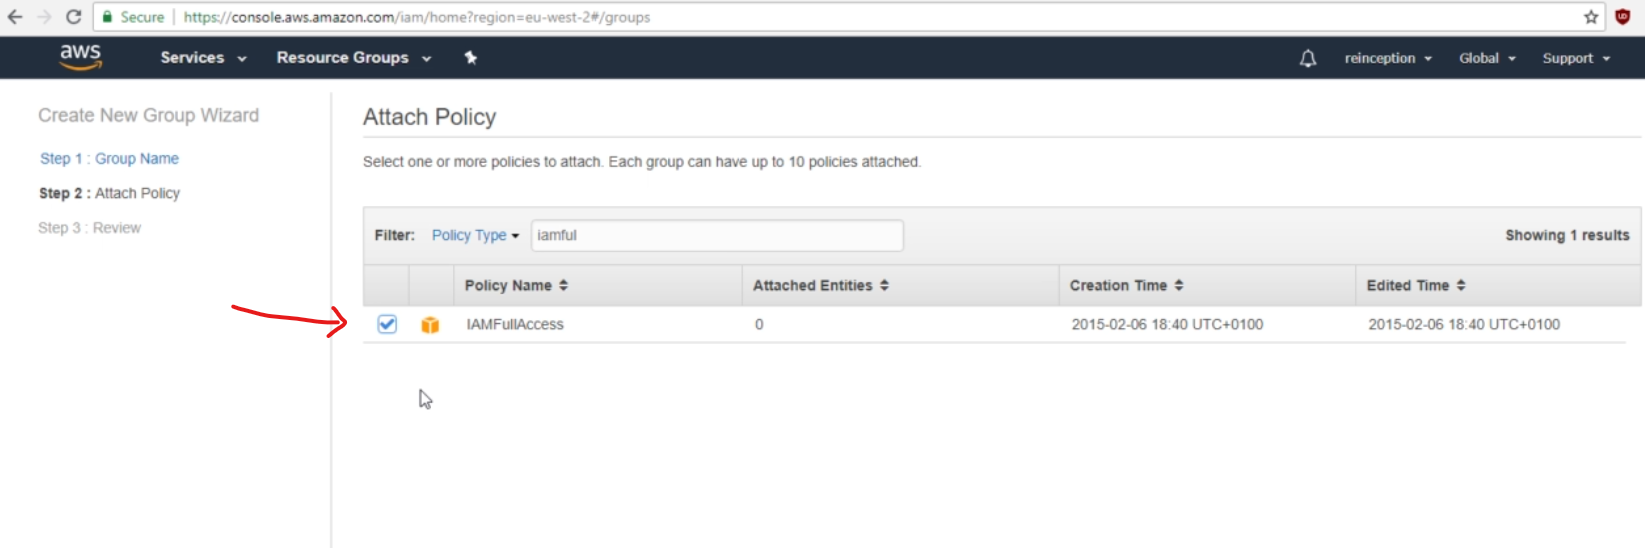 Secure | https://console.aws.amazon.com/iam/home?region=eu-west-2#/groups
aws Services Resource Groups reinception Global Support
Create New Group Wizard
Step 1 : Group Name
Step 2 : Attach Policy
Step 3 : Review
Attach Policy
Select one or more policies to attach. Each group can have up to 10 policies attached.
Filter: Policy Type iamful Showing 1 results
Policy Name Attached Entities Creation Time Edited Time
IAMFullAccess 0 2015-02-06 18:40 UTC+0100 2015-02-06 18:40 UTC+0100